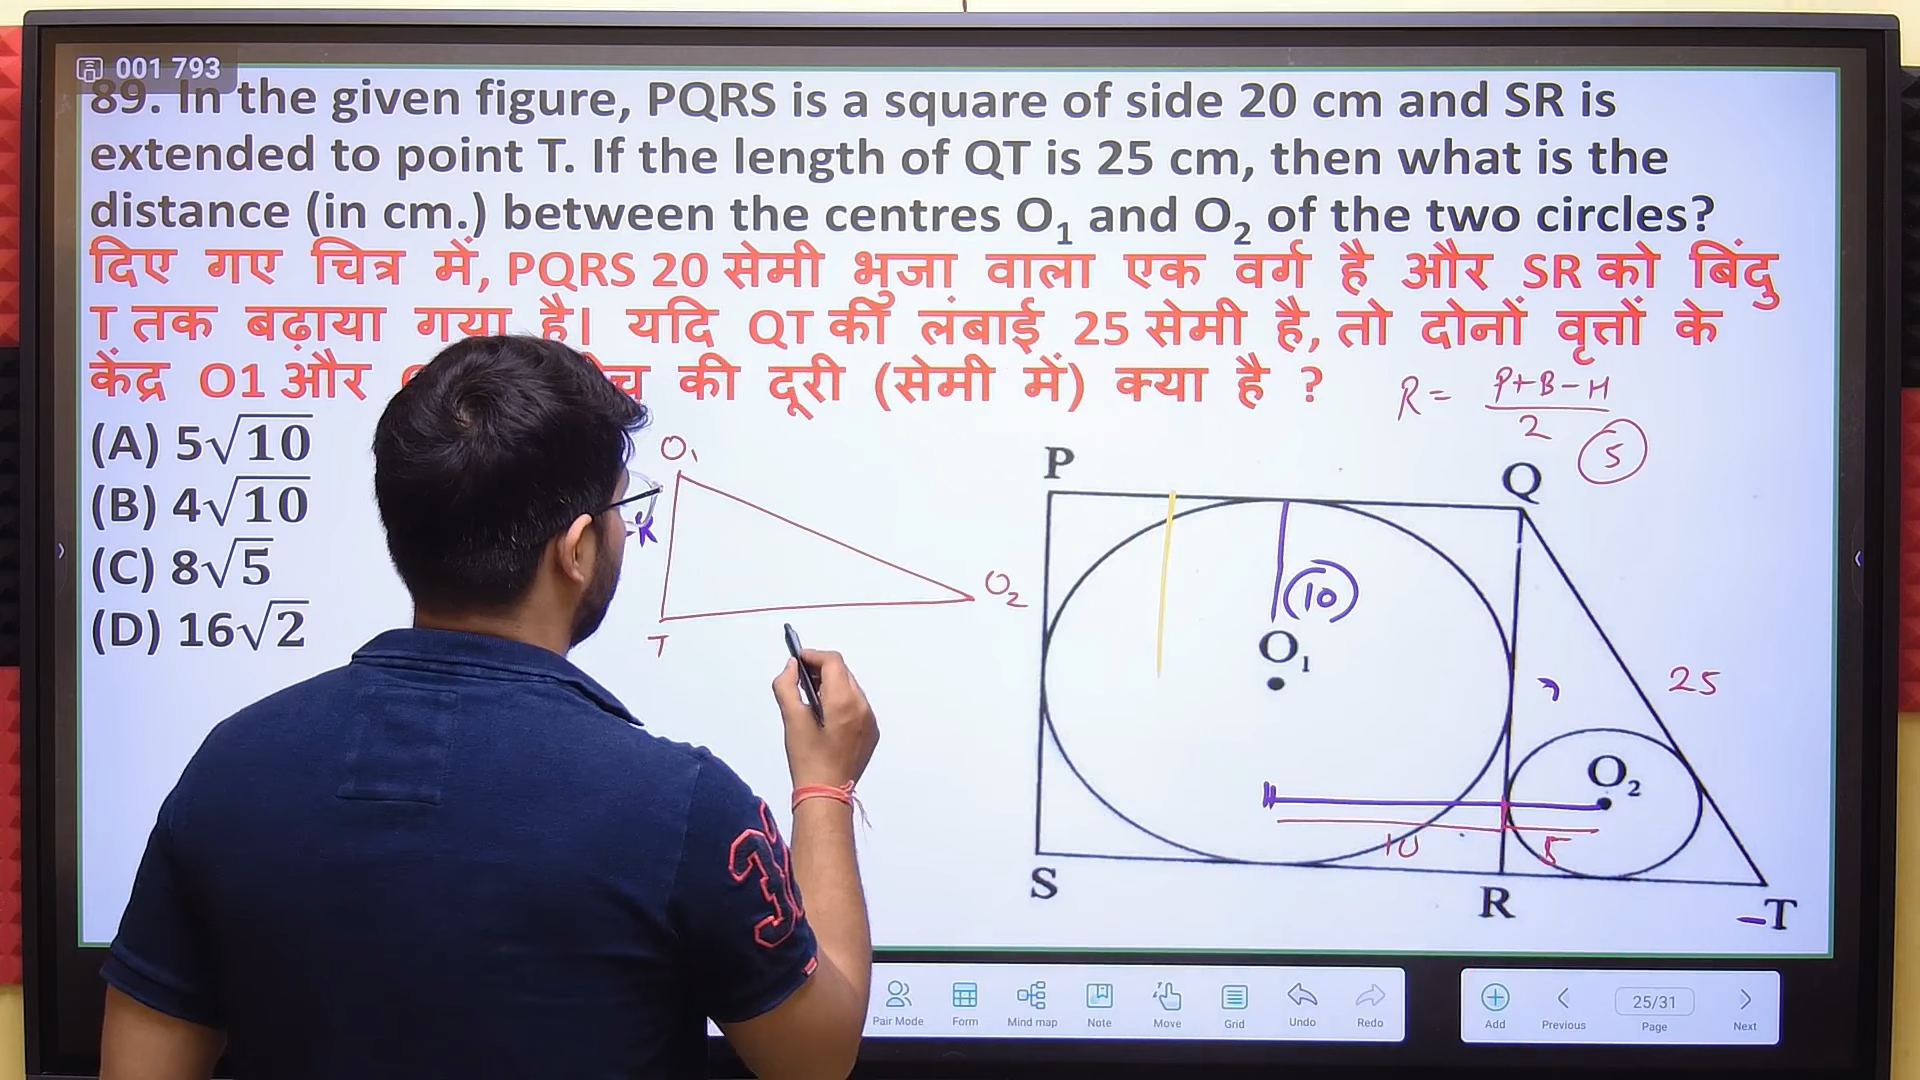 001 793
89. In the given figure, PQRS is a square of side 20 cm and SR is
extended to point T. If the length of QT is 25 cm, then what is the
distance (in cm.) between the centres O₁ and O₂ of the two circles?
दिए गए चित्र में, PQRS 20 सेमी भुजा वाला एक वर्ग है और SR को बिंदु
T तक बढ़ाया गया है। यदि QT की लंबाई 25 सेमी है, तो दोनों वृत्तों के
केंद्र O1 और की दूरी (सेमी में) क्या है ?
R = P+B-H
2
5
(A) 5√10
(B) 4√10
(C) 8√5
(D) 16√2
O₁
O₂
T
P
Q
10
O₁
25
O₂
10
5
S
R
-T
Pair Mode
Form
Mind map
Note
Move
Grid
Undo
Redo
Add
Previous
25/31
Page
Next